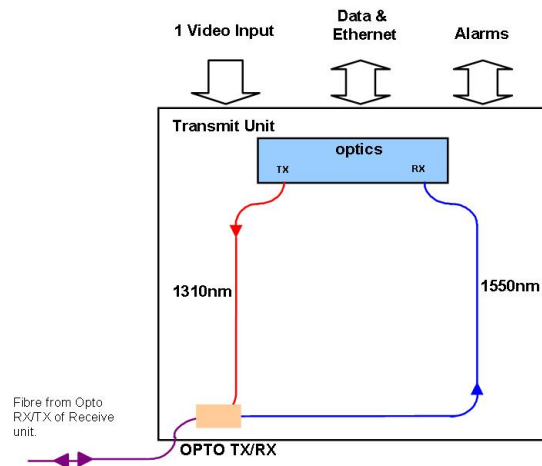 1 Video Input
Data &
Ethernet
Alarms
Transmit Unit
optics
TX
RX
1310nm
1550nm
Fibre from Opto
RX/TX of Receive
unit.
OPTO TX/RX